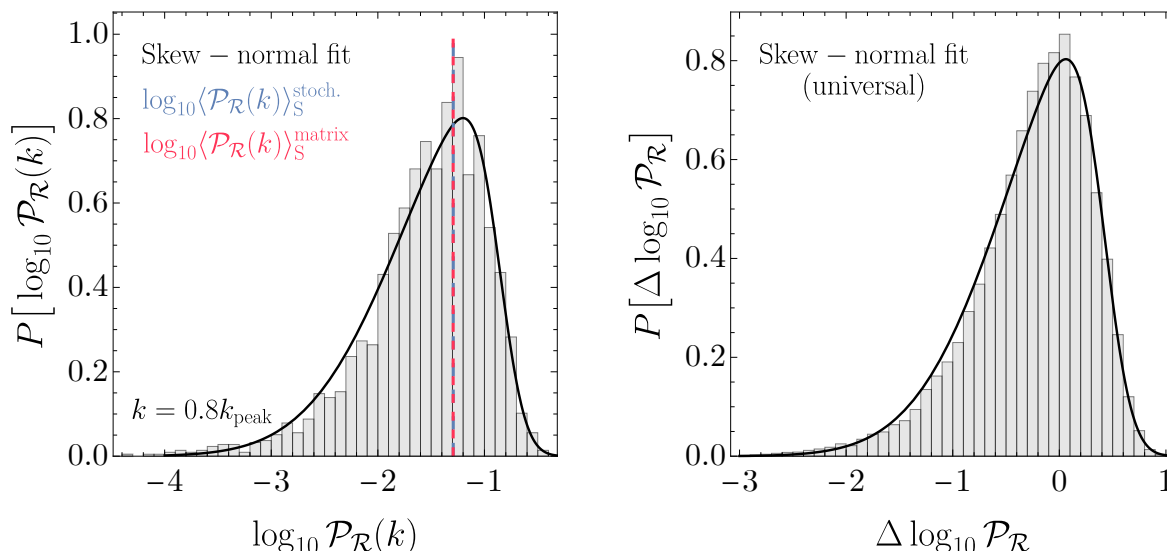 Skew − normal fit
log₁₀⟨𝒫_ℛ(k)⟩_S^stoch.
log₁₀⟨𝒫_ℛ(k)⟩_S^matrix
k = 0.8k_peak
P[log₁₀ 𝒫_ℛ(k)]
1.0
0.8
0.6
0.4
0.2
0.0
−4 −3 −2 −1
log₁₀ 𝒫_ℛ(k)
Skew − normal fit
(universal)
P[Δ log₁₀ 𝒫_ℛ]
0.8
0.6
0.4
0.2
0.0
−3 −2 −1 0 1
Δ log₁₀ 𝒫_ℛ